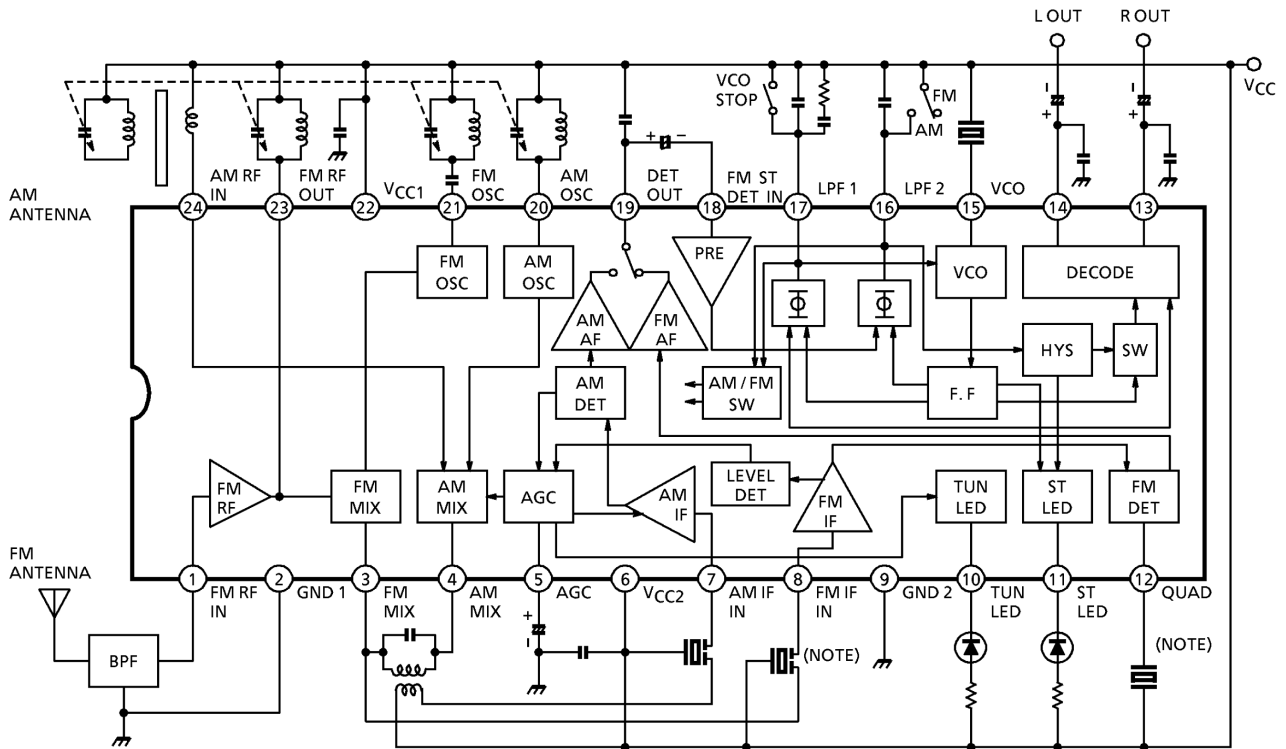 L OUT
R OUT
VCC
VCO
STOP
FM
AM
+ −
− +
− +
AM
ANTENNA
AM RF
IN
FM RF
OUT
VCC1
FM
OSC
AM
OSC
DET
OUT
FM ST
DET IN
LPF 1
LPF 2
VCO
24
23
22
21
20
19
18
17
16
15
14
13
FM
OSC
AM
OSC
PRE
Φ
Φ
VCO
DECODE
AM
AF
FM
AF
HYS
SW
AM
DET
AM / FM
SW
F. F
FM
RF
FM
MIX
AM
MIX
AGC
AM
IF
LEVEL
DET
FM
IF
TUN
LED
ST
LED
FM
DET
1
2
3
4
5
6
7
8
9
10
11
12
FM
ANTENNA
FM RF
IN
GND 1
FM
MIX
AM
MIX
AGC
VCC2
AM IF
IN
FM IF
IN
GND 2
TUN
LED
ST
LED
QUAD
+
−
BPF
(NOTE)
(NOTE)